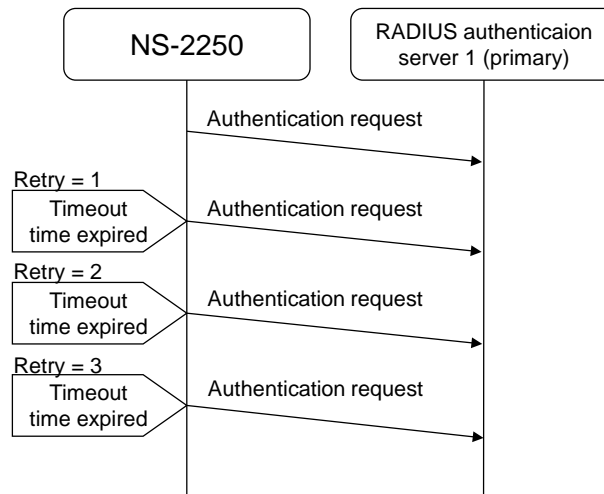 NS-2250
RADIUS authenticaion
server 1 (primary)
Authentication request
Retry = 1
Timeout
time expired
Authentication request
Retry = 2
Timeout
time expired
Authentication request
Retry = 3
Timeout
time expired
Authentication request